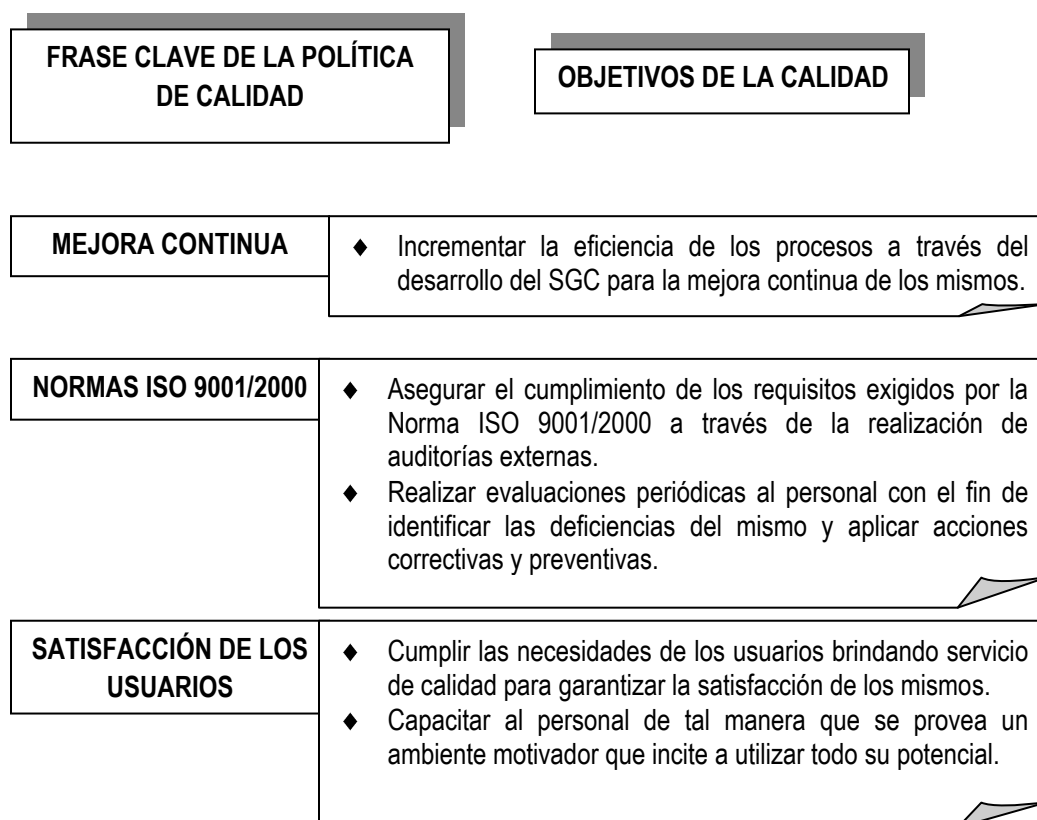 FRASE CLAVE DE LA POLÍTICA
DE CALIDAD
OBJETIVOS DE LA CALIDAD
MEJORA CONTINUA
♦ Incrementar la eficiencia de los procesos a través del
desarrollo del SGC para la mejora continua de los mismos.
NORMAS ISO 9001/2000
♦ Asegurar el cumplimiento de los requisitos exigidos por la
Norma ISO 9001/2000 a través de la realización de
auditorías externas.
♦ Realizar evaluaciones periódicas al personal con el fin de
identificar las deficiencias del mismo y aplicar acciones
correctivas y preventivas.
SATISFACCIÓN DE LOS
USUARIOS
♦ Cumplir las necesidades de los usuarios brindando servicio
de calidad para garantizar la satisfacción de los mismos.
♦ Capacitar al personal de tal manera que se provea un
ambiente motivador que incite a utilizar todo su potencial.